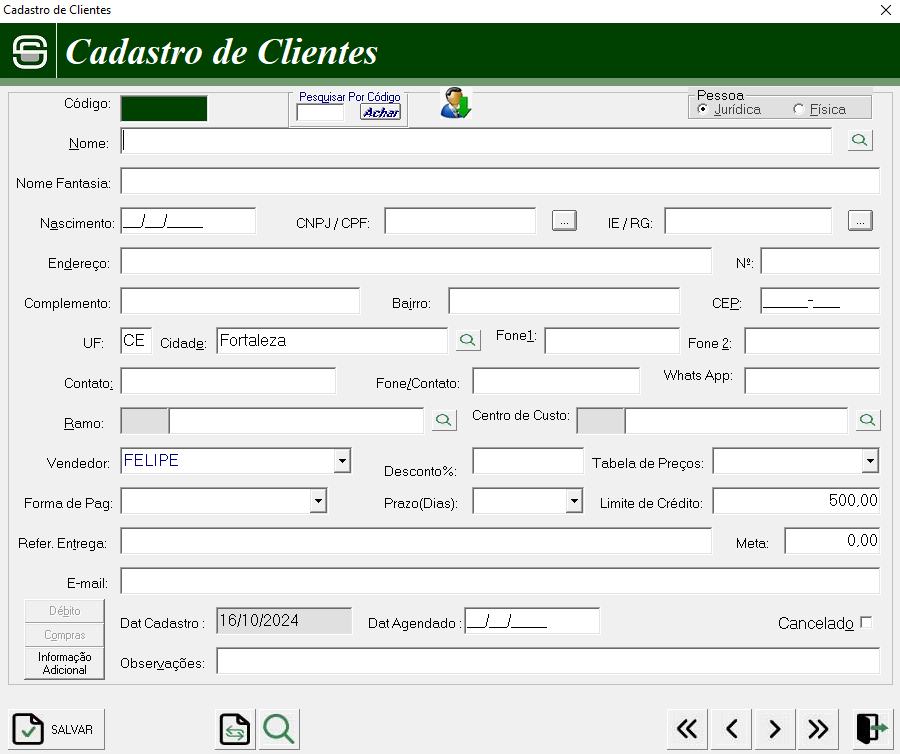 Cadastro de Clientes
Cadastro de Clientes
Código:
Pesquisar Por Código
Achar
Pessoa
Jurídica Física
Nome:
Nome Fantasia:
Nascimento: __/__/____ CNPJ / CPF: ... IE / RG: ...
Endereço: Nº:
Complemento: Bairro: CEP: _____-___
UF: CE Cidade: Fortaleza Fone1: Fone 2:
Contato: Fone/Contato: Whats App:
Ramo: Centro de Custo:
Vendedor: FELIPE Desconto%: Tabela de Preços:
Forma de Pag: Prazo(Dias): Limite de Crédito: 500,00
Refer. Entrega: Meta: 0,00
E-mail:
Débito
Compras
Informação
Adicional
Dat Cadastro : 16/10/2024 Dat Agendado : __/__/____ Cancelado
Observações:
SALVAR